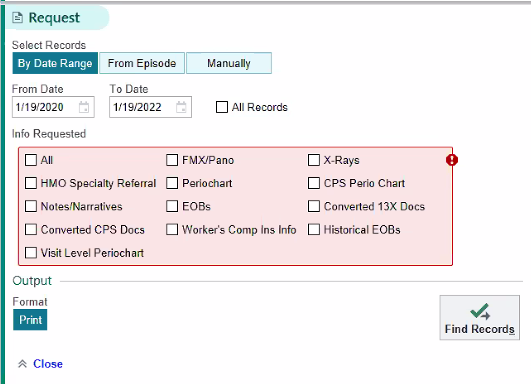 Request
Select Records
By Date Range From Episode Manually
From Date To Date
1/19/2020 1/19/2022 All Records
Info Requested
All FMX/Pano X-Rays
HMO Specialty Referral Periochart CPS Perio Chart
Notes/Narratives EOBs Converted 13X Docs
Converted CPS Docs Worker's Comp Ins Info Historical EOBs
Visit Level Periochart
Output
Format
Print
Find Records
Close